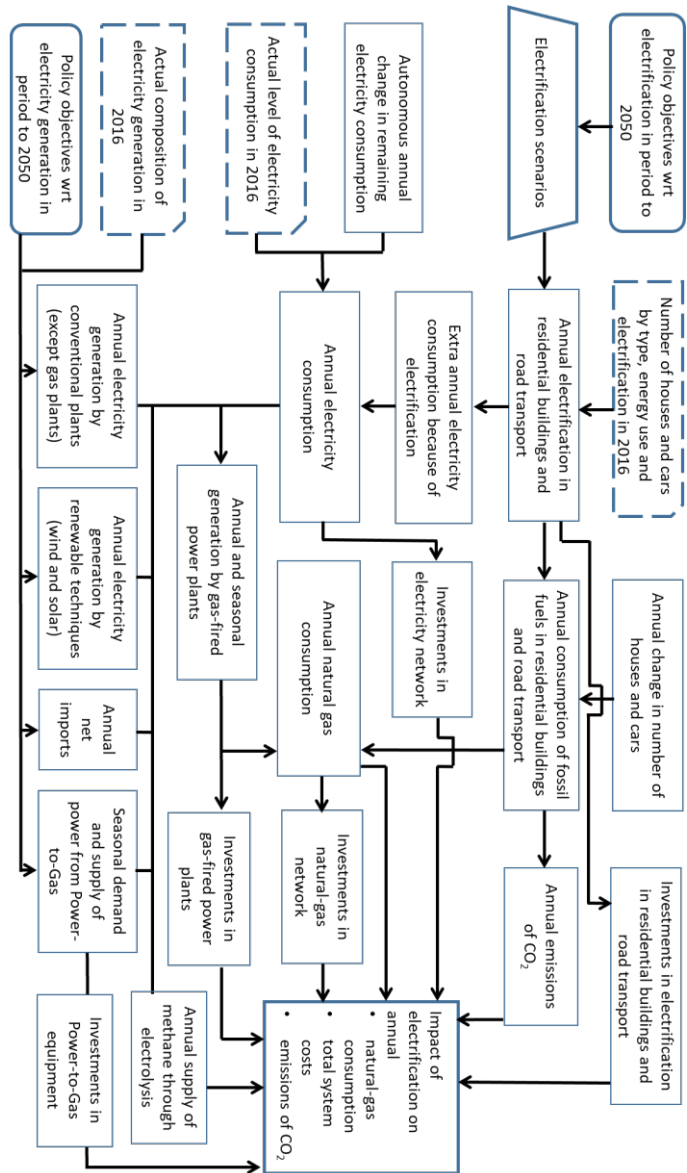 Policy objectives wrt
electrification in period to
2050
Number of houses and cars
by type, energy use and
electrification in 2016
Annual change in number of
houses and cars
Investments in electrification
in residential buildings and
road transport
Electrification scenarios
Annual electrification in
residential buildings and
road transport
Annual consumption of fossil
fuels in residential buildings
and road transport
Annual emissions
of CO2
Autonomous annual
change in remaining
electricity consumption
Extra annual electricity
consumption because of
electrification
Investments in
electricity network
Impact of
electrification on
annual
• natural-gas
consumption
• total system
costs
• emissions of CO2
Actual level of electricity
consumption in 2016
Annual electricity
consumption
Annual natural gas
consumption
Investments in
natural-gas
network
Annual and seasonal
generation by gas-fired
power plants
Investments in
gas-fired power
plants
Actual composition of
electricity generation in
2016
Annual supply of
methane through
electrolysis
Policy objectives wrt
electricity generation in
period to 2050
Annual electricity
generation by
conventional plants
(except gas plants)
Annual electricity
generation by
renewable techniques
(wind and solar)
Annual
net
imports
Seasonal demand
and supply of
power from Power-
to-Gas
Investments in
Power-to-Gas
equipment